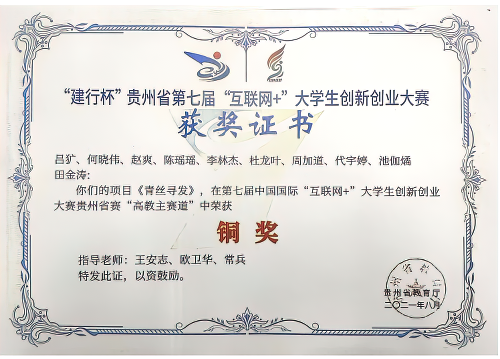 “建行杯”贵州省第七届“互联网+”大学生创新创业大赛
获奖证书
昌犷、何晓伟、赵爽、陈瑶瑶、李林杰、杜龙叶、周加道、代宇婷、池伽燏
田金涛：
你们的项目《青丝寻发》，在第七届中国国际“互联网+”大学生创新创业
大赛贵州省赛“高教主赛道”中荣获
铜奖
指导老师：王安志、欧卫华、常兵
特发此证，以资鼓励。
贵州省教育厅
二〇二一年八月